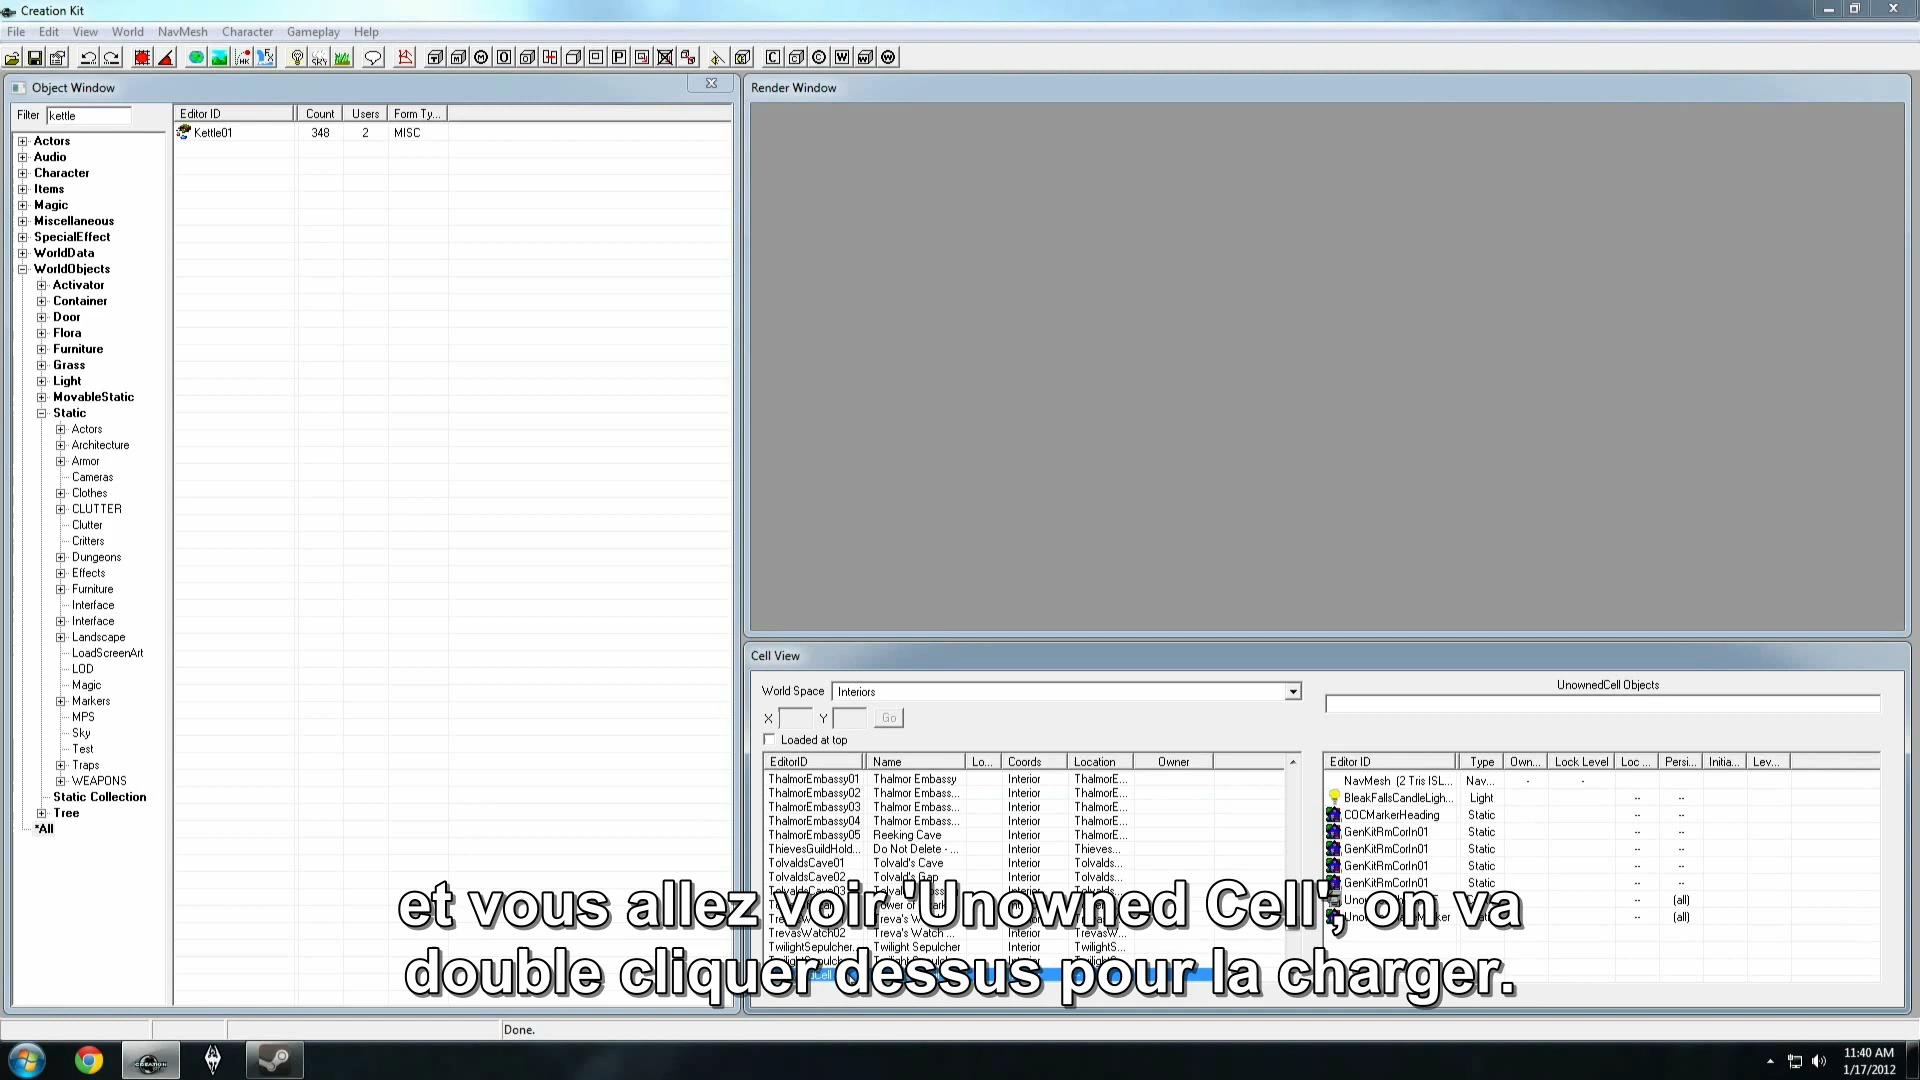 Creation Kit
File Edit View World NavMesh Character Gameplay Help
Object Window
Filter kettle
Actors
Audio
Character
Items
Magic
Miscellaneous
SpecialEffect
WorldData
WorldObjects
Activator
Container
Door
Flora
Furniture
Grass
Light
MovableStatic
Static
Actors
Architecture
Armor
Cameras
Clothes
CLUTTER
Clutter
Critters
Dungeons
Effects
Furniture
Interface
Interface
Landscape
LoadScreenArt
LOD
Magic
Markers
MPS
Sky
Test
Traps
WEAPONS
Static Collection
Tree
*All
Editor ID Count Users Form Ty...
Kettle01 348 2 MISC
Render Window
Cell View
World Space Interiors
X Y Go
Loaded at top
EditorID Name Lo... Coords Location Owner
ThalmorEmbassy01 Thalmor Embassy Interior ThalmorE...
ThalmorEmbassy02 Thalmor Embass... Interior ThalmorE...
ThalmorEmbassy03 Thalmor Embass... Interior ThalmorE...
ThalmorEmbassy04 Thalmor Embass... Interior ThalmorE...
ThalmorEmbassy05 Reeking Cave Interior ThalmorE...
ThievesGuildHold... Do Not Delete - ... Interior Thieves...
TolvaldsCave01 Tolvald's Cave Interior Tolvalds...
TolvaldsCave02 Tolvald's Gap Interior Tolvalds...
TolvaldsCave03 Interior Tolvalds...
TrevasWatch02 Treva's Watch ... Interior TrevasW...
TwilightSepulcher... Twilight Sepulcher Interior TwilightS...
UnownedCell Objects
Editor ID Type Own... Lock Level Loc ... Persi... Initia... Lev...
NavMesh (2 Tris ISL... Nav... - -
BleakFallsCandleLigh... Light -- --
COCMarkerHeading Static -- --
GenKitRmCorIn01 Static -- --
GenKitRmCorIn01 Static -- --
GenKitRmCorIn01 Static -- --
GenKitRmCorIn01 Static -- --
-- (all)
-- (all)
et vous allez voir 'Unowned Cell', on va
double cliquer dessus pour la charger.
Done.
CREATION
11:40 AM
1/17/2012